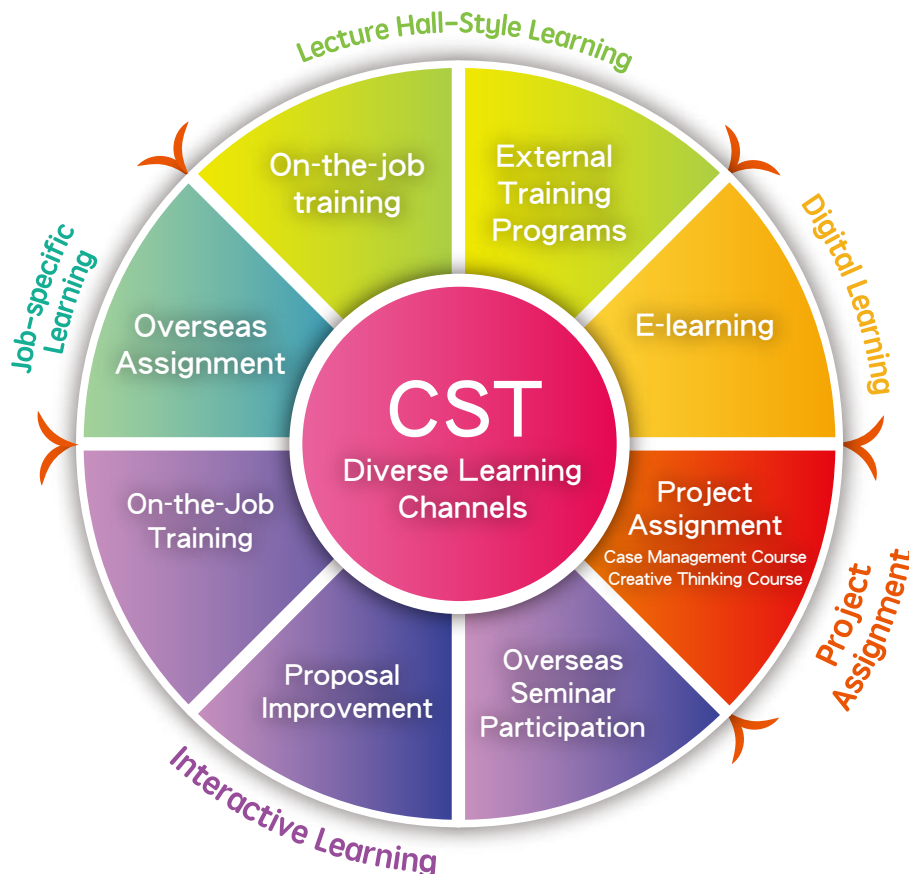 Lecture Hall-Style Learning
On-the-job
training
External
Training
Programs
Digital Learning
E-learning
Job-specific
Learning
Overseas
Assignment
CST
Diverse Learning
Channels
Project
Assignment
Case Management Course
Creative Thinking Course
Project
Assignment
On-the-Job
Training
Proposal
Improvement
Overseas
Seminar
Participation
Interactive Learning